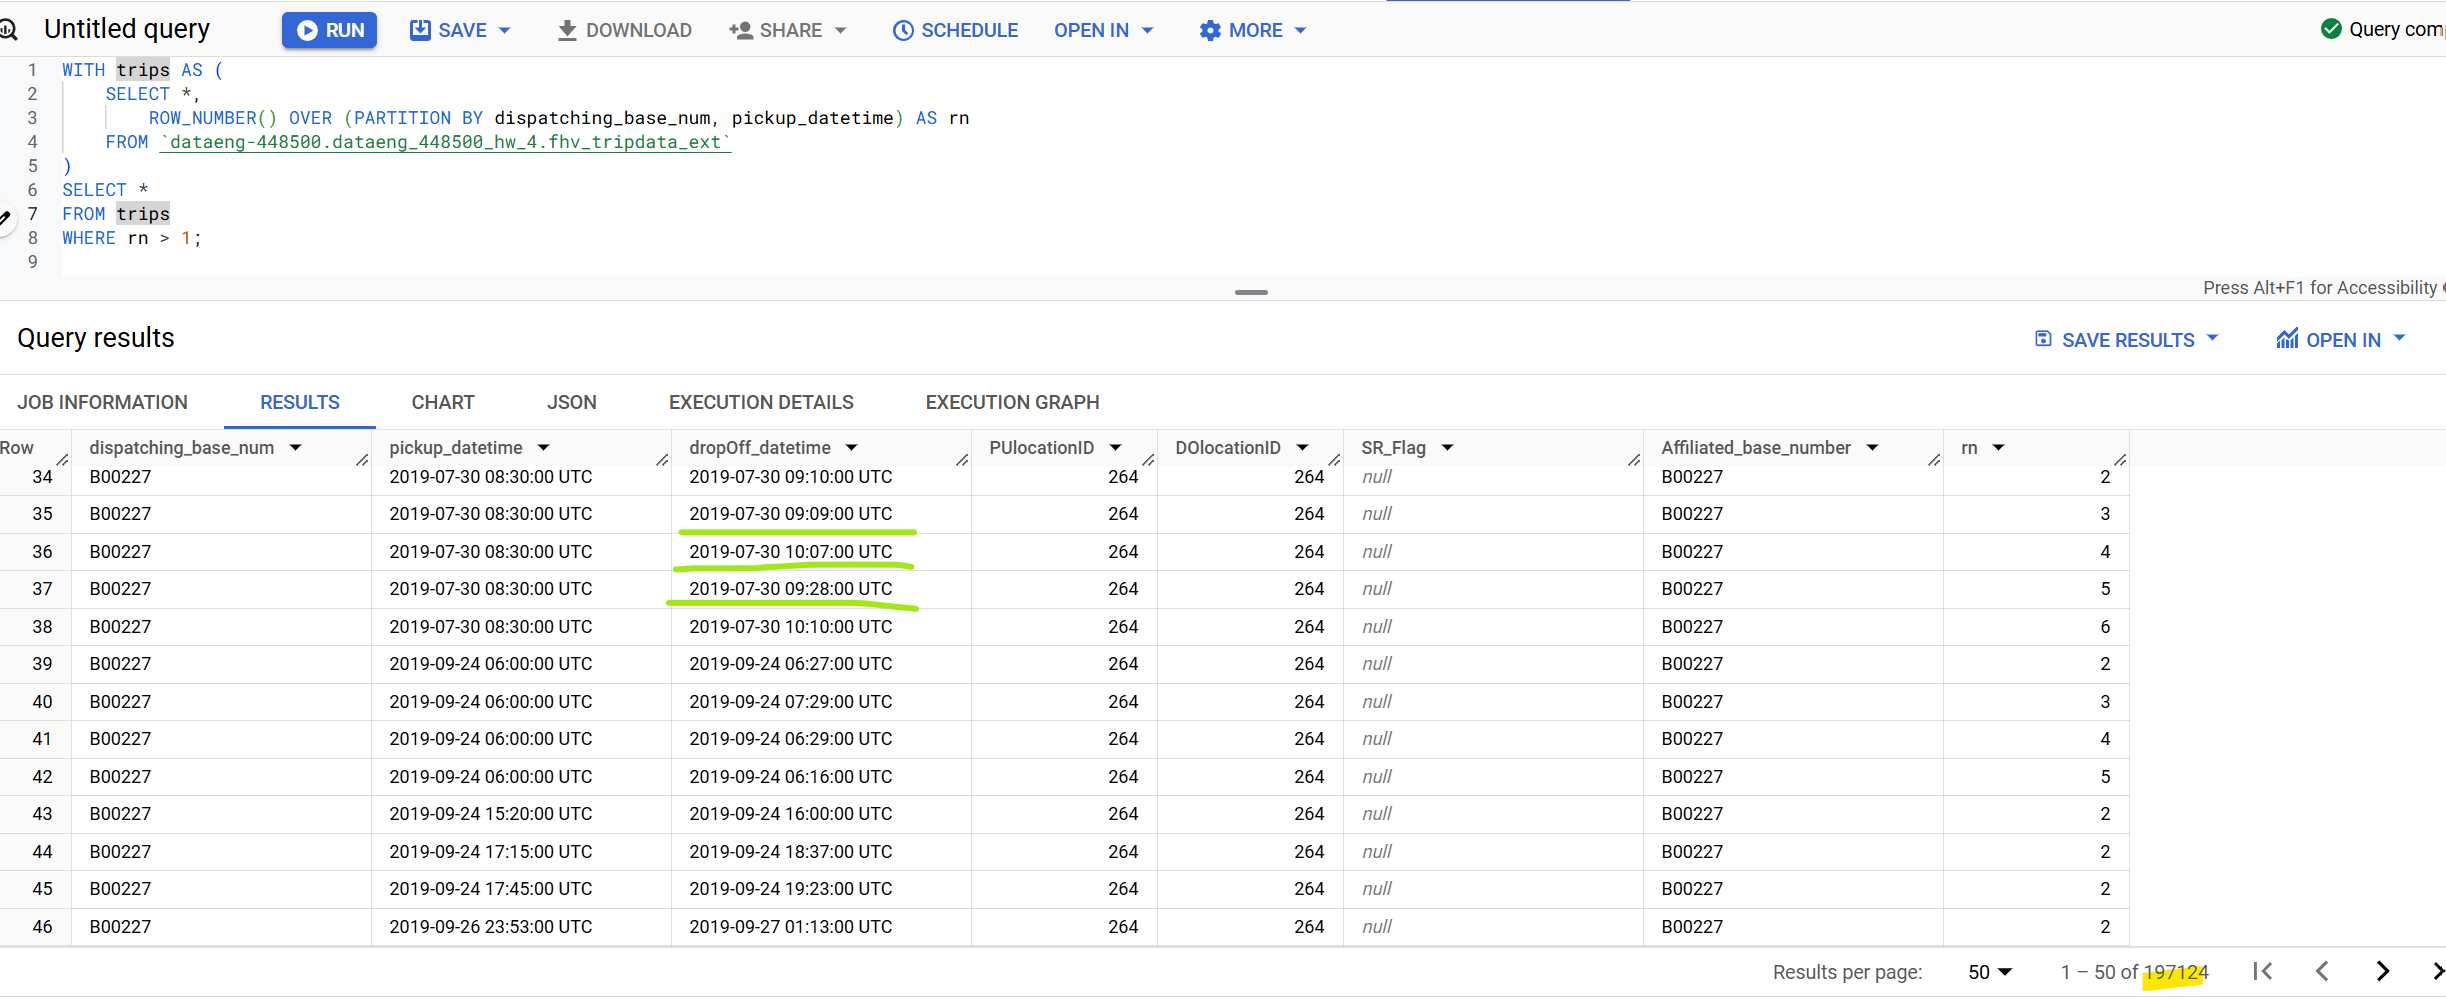 Untitled query RUN SAVE DOWNLOAD SHARE SCHEDULE OPEN IN MORE Query com
1 WITH trips AS (
2 SELECT *,
3 ROW_NUMBER() OVER (PARTITION BY dispatching_base_num, pickup_datetime) AS rn
4 FROM `dataeng-448500.dataeng_448500_hw_4.fhv_tripdata_ext`
5 )
6 SELECT *
7 FROM trips
8 WHERE rn > 1;
9
Press Alt+F1 for Accessibility
Query results SAVE RESULTS OPEN IN
JOB INFORMATION RESULTS CHART JSON EXECUTION DETAILS EXECUTION GRAPH
Row dispatching_base_num pickup_datetime dropOff_datetime PUlocationID DOlocationID SR_Flag Affiliated_base_number rn
34 B00227 2019-07-30 08:30:00 UTC 2019-07-30 09:10:00 UTC 264 264 null B00227 2
35 B00227 2019-07-30 08:30:00 UTC 2019-07-30 09:09:00 UTC 264 264 null B00227 3
36 B00227 2019-07-30 08:30:00 UTC 2019-07-30 10:07:00 UTC 264 264 null B00227 4
37 B00227 2019-07-30 08:30:00 UTC 2019-07-30 09:28:00 UTC 264 264 null B00227 5
38 B00227 2019-07-30 08:30:00 UTC 2019-07-30 10:10:00 UTC 264 264 null B00227 6
39 B00227 2019-09-24 06:00:00 UTC 2019-09-24 06:27:00 UTC 264 264 null B00227 2
40 B00227 2019-09-24 06:00:00 UTC 2019-09-24 07:29:00 UTC 264 264 null B00227 3
41 B00227 2019-09-24 06:00:00 UTC 2019-09-24 06:29:00 UTC 264 264 null B00227 4
42 B00227 2019-09-24 06:00:00 UTC 2019-09-24 06:16:00 UTC 264 264 null B00227 5
43 B00227 2019-09-24 15:20:00 UTC 2019-09-24 16:00:00 UTC 264 264 null B00227 2
44 B00227 2019-09-24 17:15:00 UTC 2019-09-24 18:37:00 UTC 264 264 null B00227 2
45 B00227 2019-09-24 17:45:00 UTC 2019-09-24 19:23:00 UTC 264 264 null B00227 2
46 B00227 2019-09-26 23:53:00 UTC 2019-09-27 01:13:00 UTC 264 264 null B00227 2
Results per page: 50 1 – 50 of 197124